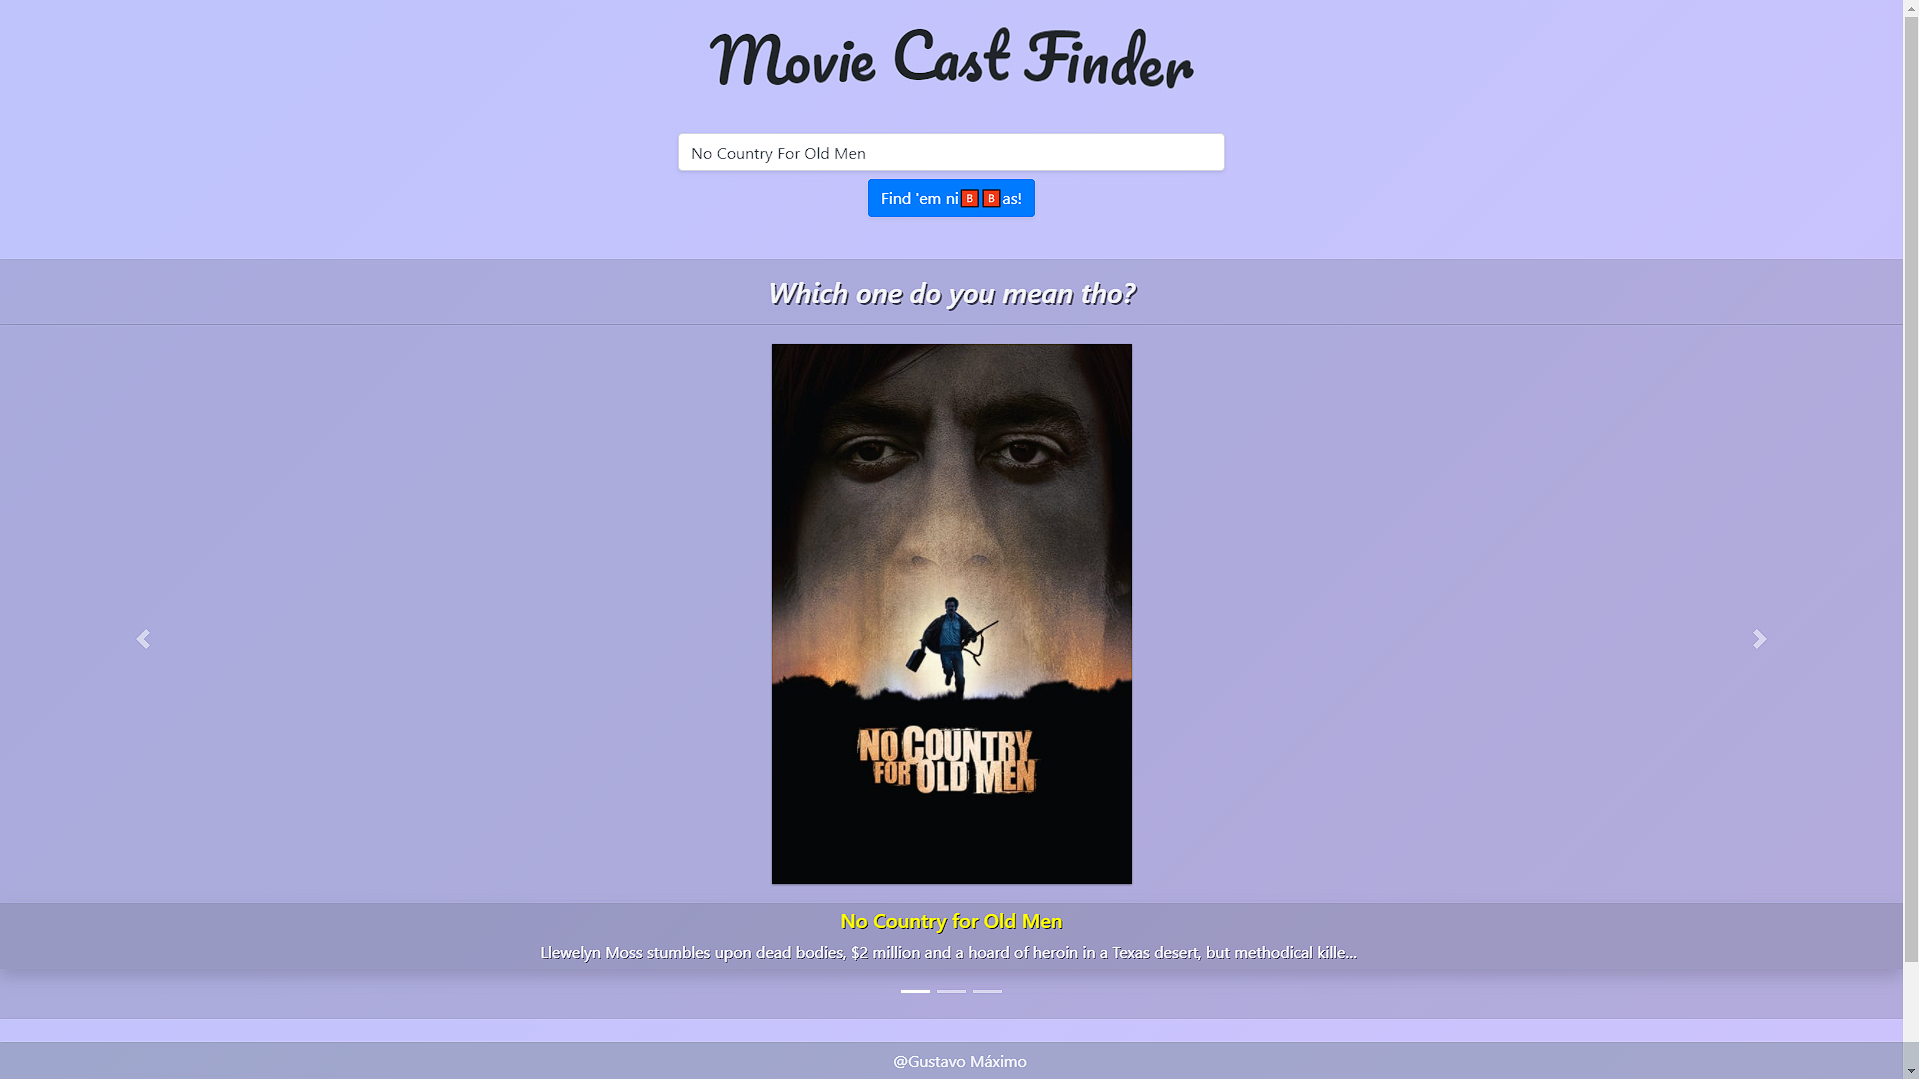 Movie Cast Finder
No Country For Old Men
Find 'em ni🅱🅱as!
Which one do you mean tho?
NO COUNTRY
FOR OLD MEN
No Country for Old Men
Llewelyn Moss stumbles upon dead bodies, $2 million and a hoard of heroin in a Texas desert, but methodical kille...
@Gustavo Máximo